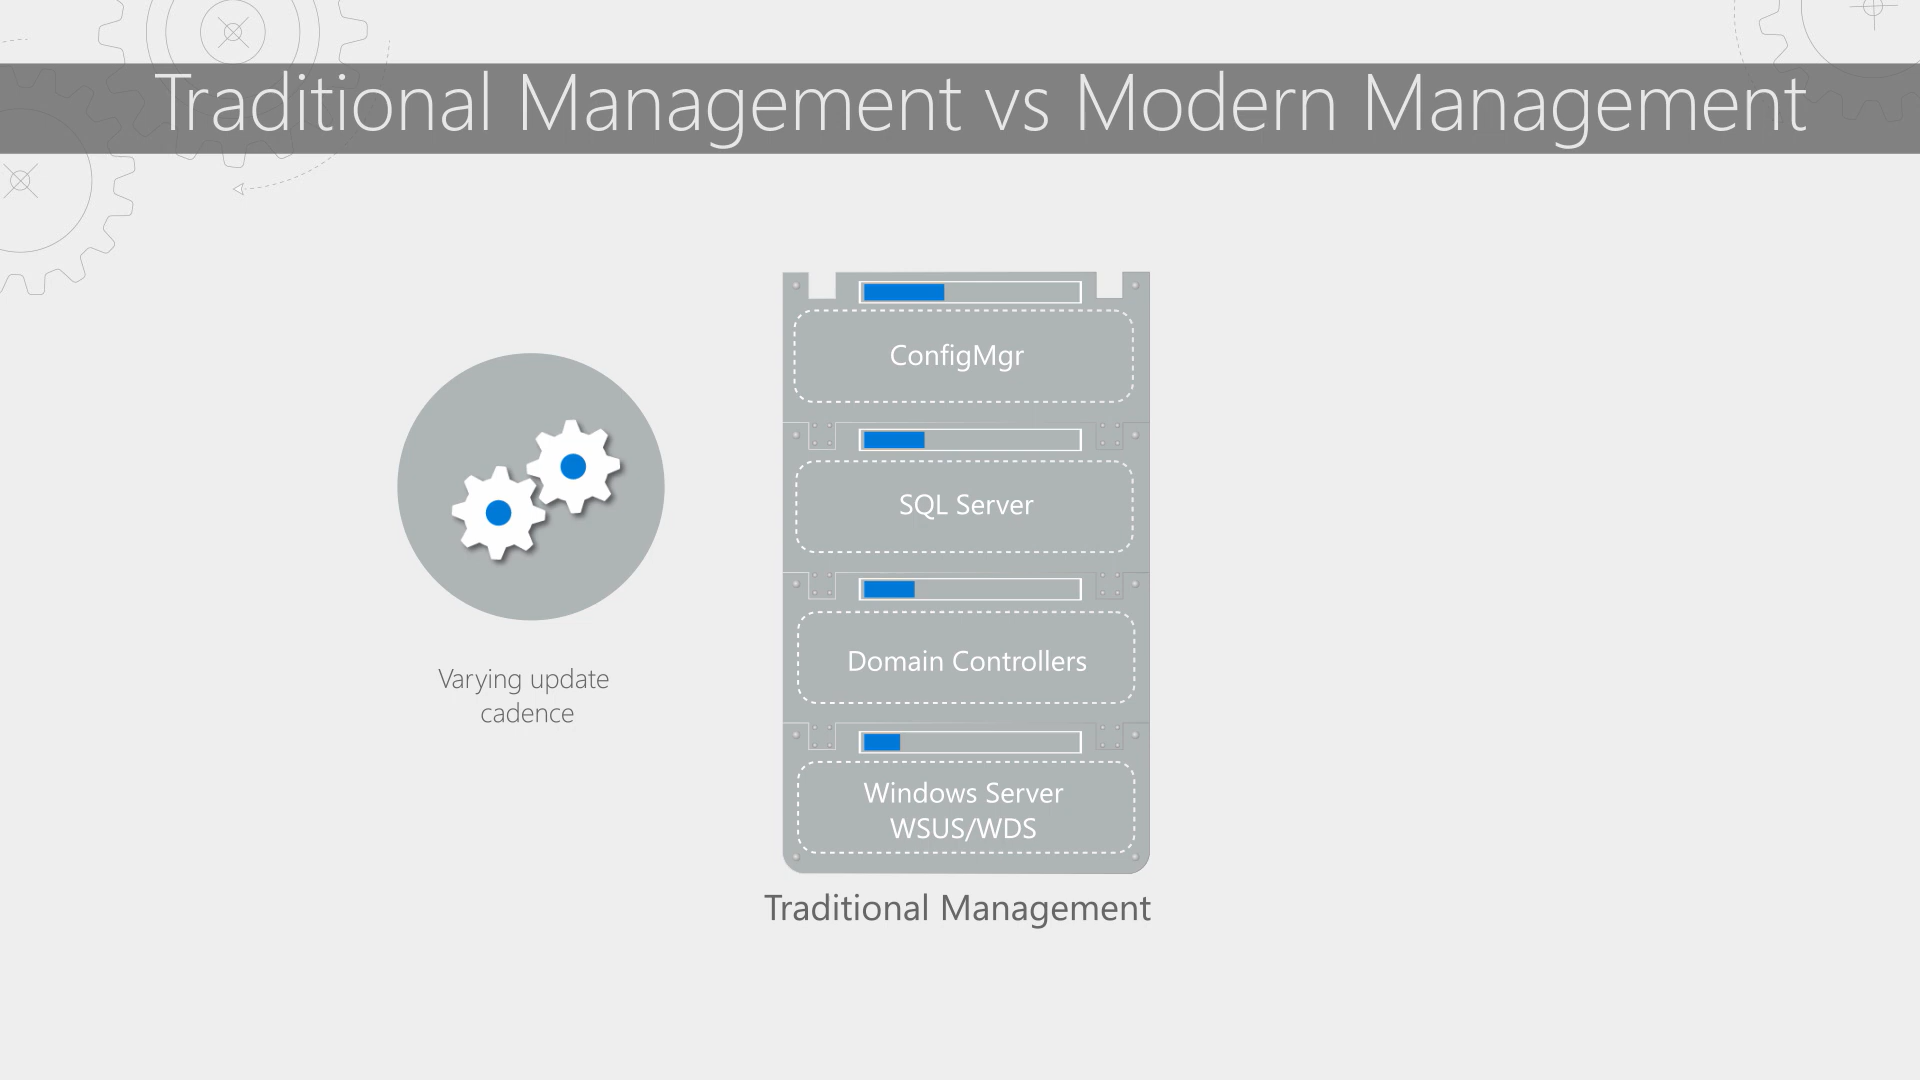 Traditional Management vs Modern Management
ConfigMgr
SQL Server
Domain Controllers
Windows Server
WSUS/WDS
Traditional Management
Varying update
cadence